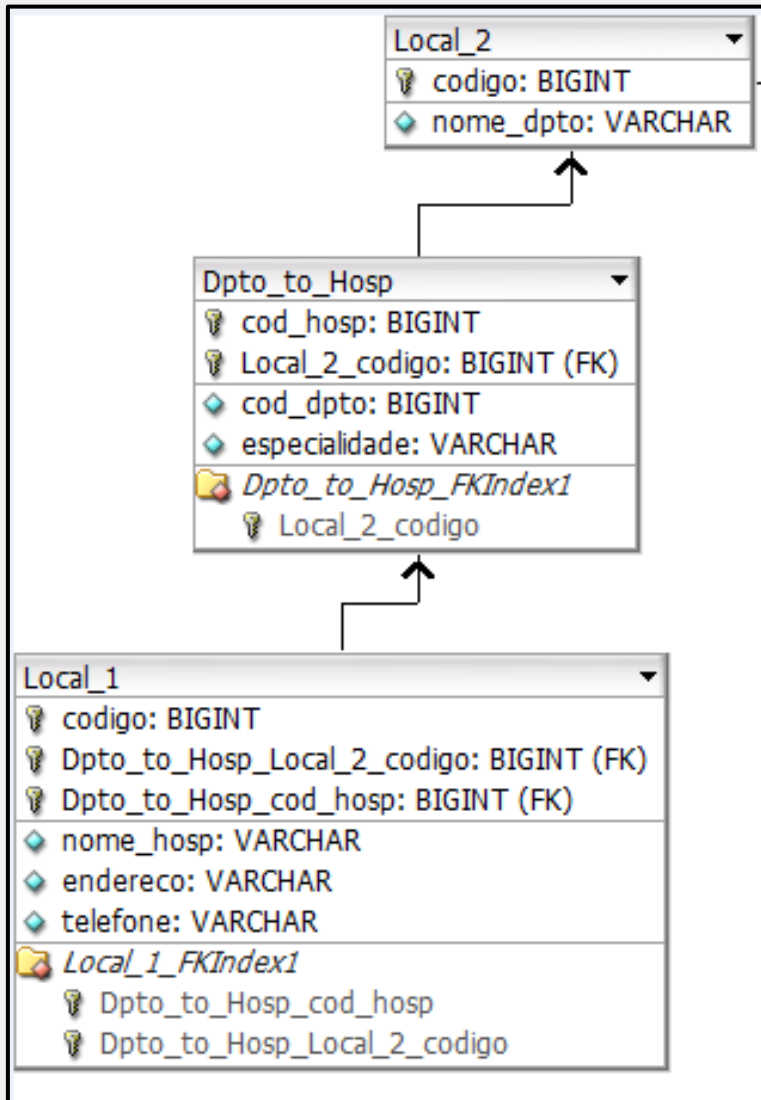 Local_2
codigo: BIGINT
nome_dpto: VARCHAR
Dpto_to_Hosp
cod_hosp: BIGINT
Local_2_codigo: BIGINT (FK)
cod_dpto: BIGINT
especialidade: VARCHAR
Dpto_to_Hosp_FKIndex1
Local_2_codigo
Local_1
codigo: BIGINT
Dpto_to_Hosp_Local_2_codigo: BIGINT (FK)
Dpto_to_Hosp_cod_hosp: BIGINT (FK)
nome_hosp: VARCHAR
endereco: VARCHAR
telefone: VARCHAR
Local_1_FKIndex1
Dpto_to_Hosp_cod_hosp
Dpto_to_Hosp_Local_2_codigo